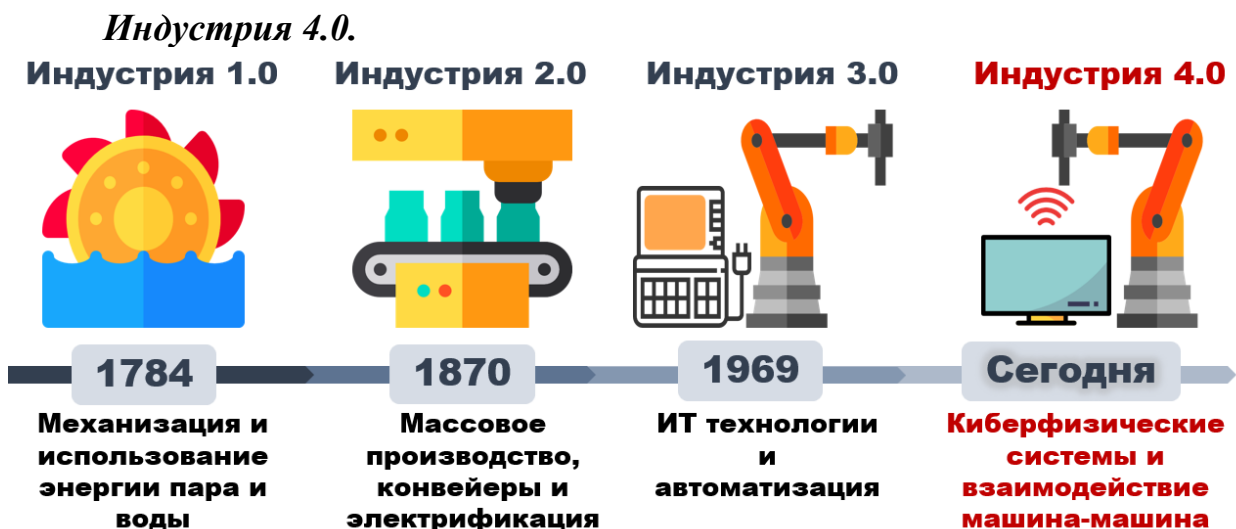 Индустрия 4.0.
Индустрия 1.0
Индустрия 2.0
Индустрия 3.0
Индустрия 4.0
1784
1870
1969
Сегодня
Механизация и
использование
энергии пара и
воды
Массовое
производство,
конвейеры и
электрификация
ИТ технологии
и
автоматизация
Киберфизические
системы и
взаимодействие
машина-машина